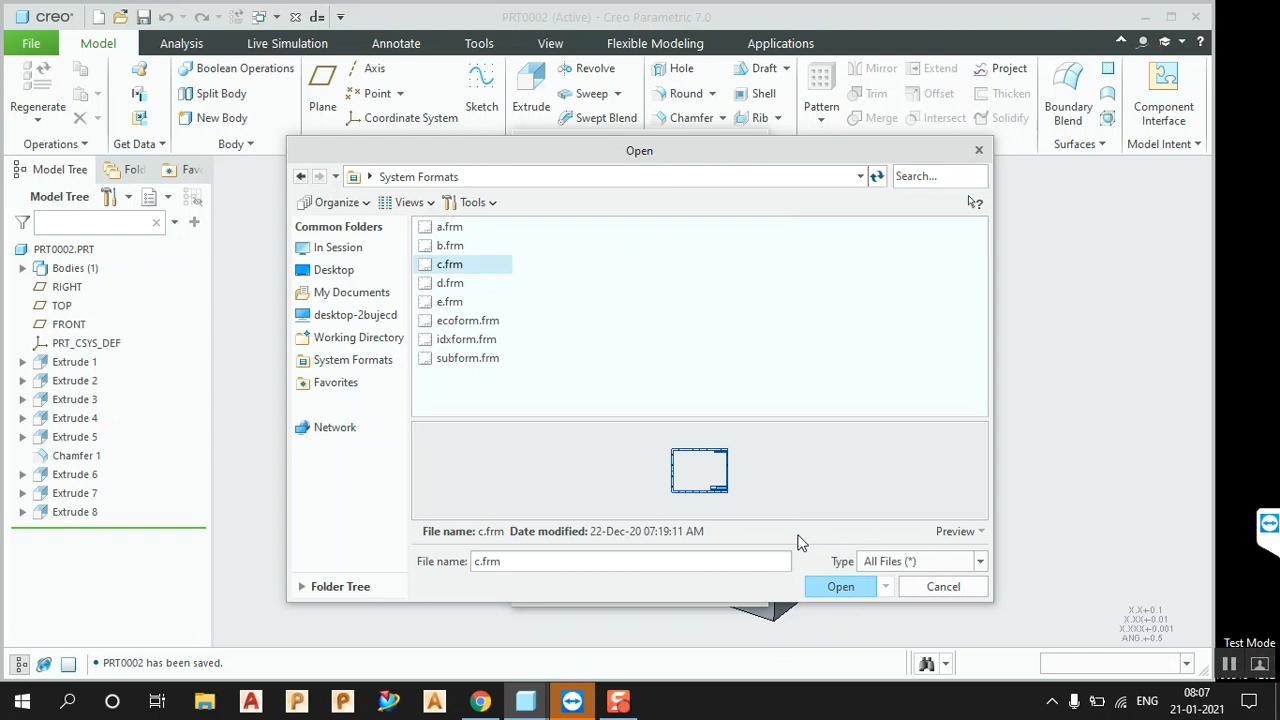 creo
PRT0002 (Active) - Creo Parametric 7.0
File Model Analysis Live Simulation Annotate Tools View Flexible Modeling Applications
Regenerate
Operations
Get Data
Boolean Operations
Split Body
New Body
Body
Plane
Axis
Point
Coordinate System
Sketch
Extrude
Revolve
Sweep
Swept Blend
Hole
Round
Chamfer
Draft
Shell
Rib
Pattern
Mirror
Trim
Merge
Extend
Offset
Intersect
Project
Thicken
Solidify
Boundary
Blend
Surfaces
Component
Interface
Model Intent
Model Tree Fold Fav
Model Tree
PRT0002.PRT
Bodies (1)
RIGHT
TOP
FRONT
PRT_CSYS_DEF
Extrude 1
Extrude 2
Extrude 3
Extrude 4
Extrude 5
Chamfer 1
Extrude 6
Extrude 7
Extrude 8
Open
System Formats
Search...
Organize Views Tools
Common Folders
In Session
Desktop
My Documents
desktop-2bujecd
Working Directory
System Formats
Favorites
Network
a.frm
b.frm
c.frm
d.frm
e.frm
ecoform.frm
idxform.frm
subform.frm
File name: c.frm Date modified: 22-Dec-20 07:19:11 AM
Preview
File name: c.frm
Type All Files (*)
Folder Tree
Open Cancel
X.X+-0.1
X.XX+-0.01
X.XXX+-0.001
ANG.+-0.5
• PRT0002 has been saved.
Test Mode
ENG
08:07
21-01-2021